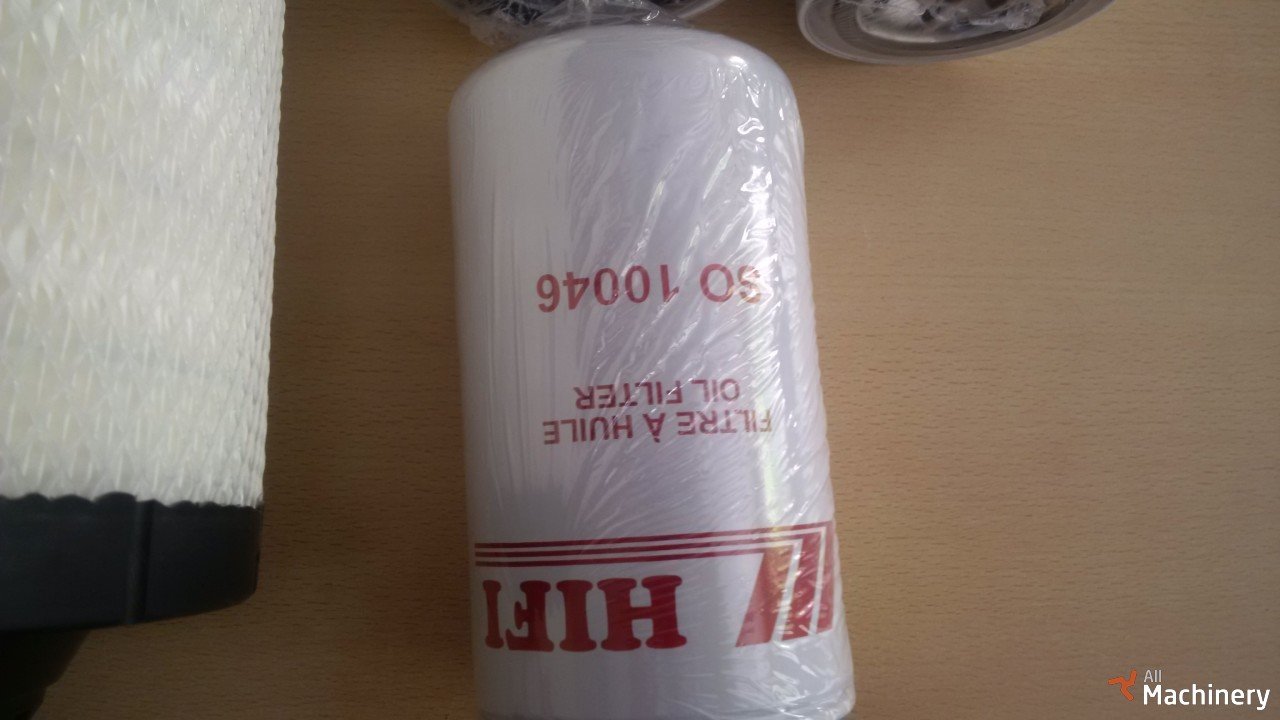 HIFI
FILTRE À HUILE
OIL FILTER
SO 10046
All
Machinery